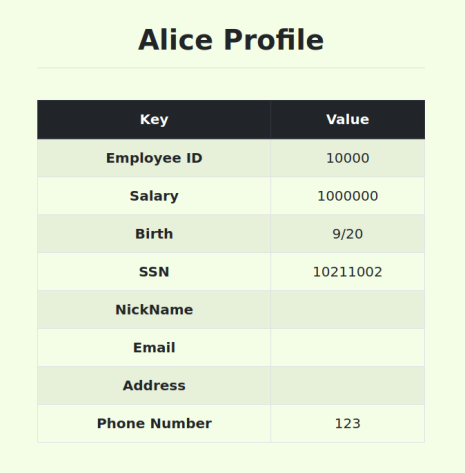 Alice Profile
Key Value
Employee ID 10000
Salary 1000000
Birth 9/20
SSN 10211002
NickName
Email
Address
Phone Number 123